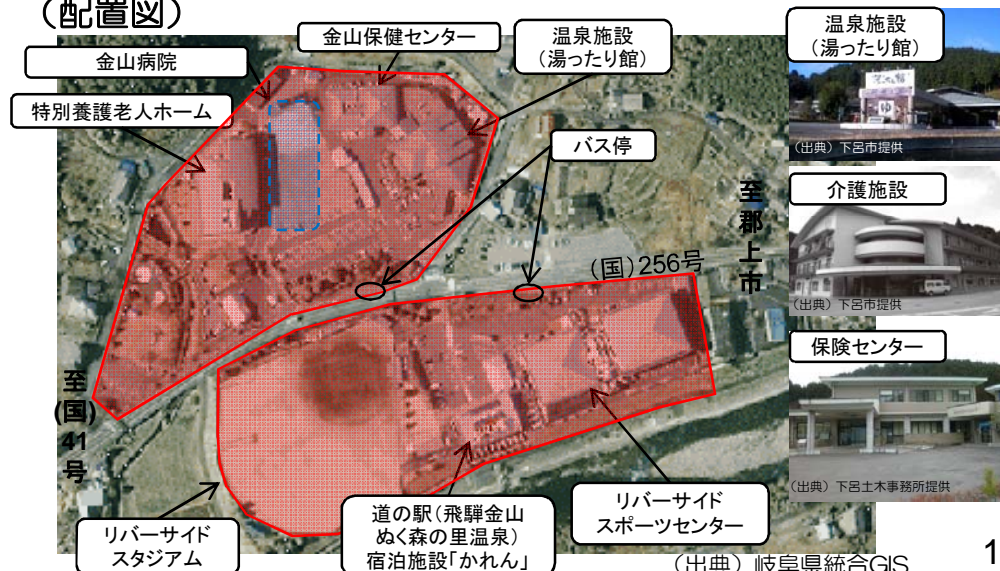 (配置図)
金山保健センター
温泉施設
(湯ったり館)
金山病院
特別養護老人ホーム
バス停
至郡上市
(国)256号
至
(国)
41
号
リバーサイド
スタジアム
道の駅(飛騨金山
ぬく森の里温泉)
宿泊施設「かれん」
リバーサイド
スポーツセンター
(出典)岐阜県統合GIS
温泉施設
(湯ったり館)
ゆ
(出典)下呂市提供
介護施設
(出典)下呂市提供
保険センター
(出典)下呂土木事務所提供
1